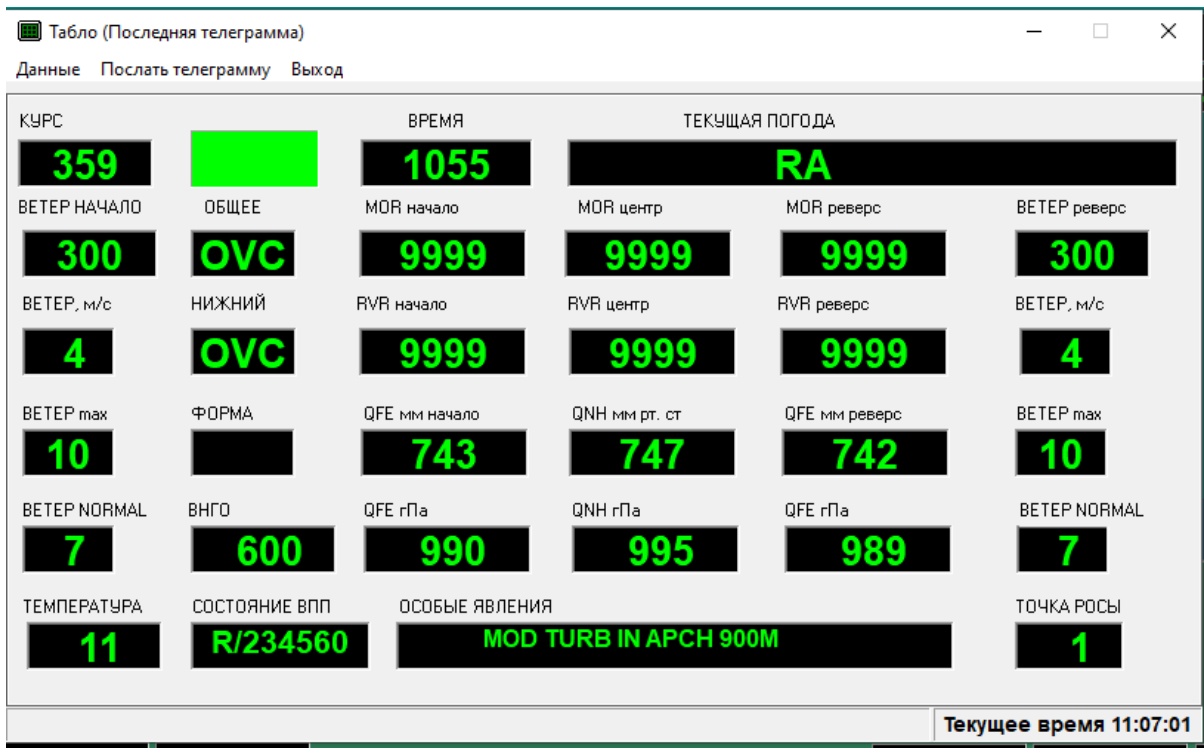 Табло (Последняя телеграмма)
Данные Послать телеграмму Выход
КУРС ВРЕМЯ ТЕКУЩАЯ ПОГОДА
359 1055 RA
ВЕТЕР НАЧАЛО ОБЩЕЕ MOR начало MOR центр MOR реверс ВЕТЕР реверс
300 OVC 9999 9999 9999 300
ВЕТЕР, м/с НИЖНИЙ RVR начало RVR центр RVR реверс ВЕТЕР, м/с
4 OVC 9999 9999 9999 4
ВЕТЕР max ФОРМА QFE мм начало QNH мм рт. ст QFE мм реверс ВЕТЕР max
10 743 747 742 10
ВЕТЕР NORMAL ВНГО QFE гПа QNH гПа QFE гПа ВЕТЕР NORMAL
7 600 990 995 989 7
ТЕМПЕРАТУРА СОСТОЯНИЕ ВПП ОСОБЫЕ ЯВЛЕНИЯ ТОЧКА РОСЫ
11 R/234560 MOD TURB IN APCH 900M 1
Текущее время 11:07:01